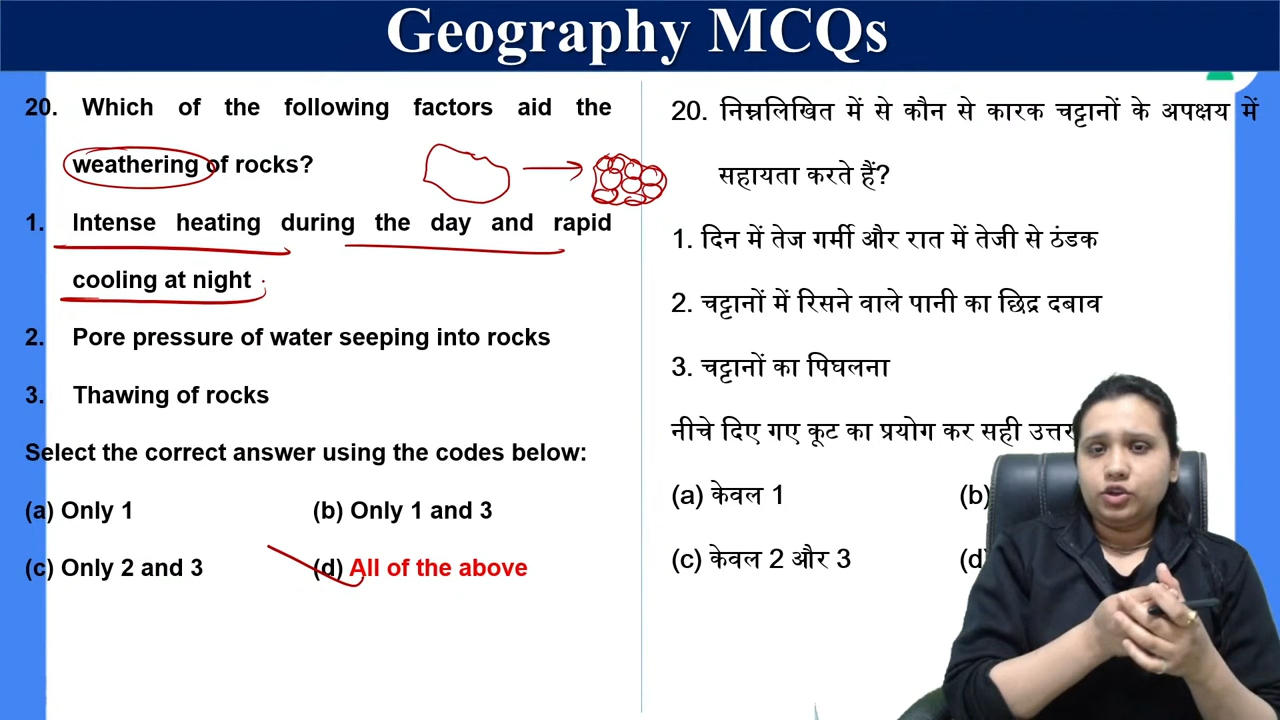 Geography MCQs
20. Which of the following factors aid the
weathering of rocks?
1. Intense heating during the day and rapid
cooling at night
2. Pore pressure of water seeping into rocks
3. Thawing of rocks
Select the correct answer using the codes below:
(a) Only 1 (b) Only 1 and 3
(c) Only 2 and 3 (d) All of the above
20. निम्नलिखित में से कौन से कारक चट्टानों के अपक्षय में
सहायता करते हैं?
1. दिन में तेज गर्मी और रात में तेजी से ठंडक
2. चट्टानों में रिसने वाले पानी का छिद्र दबाव
3. चट्टानों का पिघलना
नीचे दिए गए कूट का प्रयोग कर सही उत्तर
(a) केवल 1 (b)
(c) केवल 2 और 3 (d)